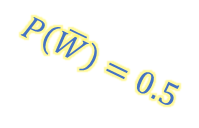 P(W̅) = 0.5